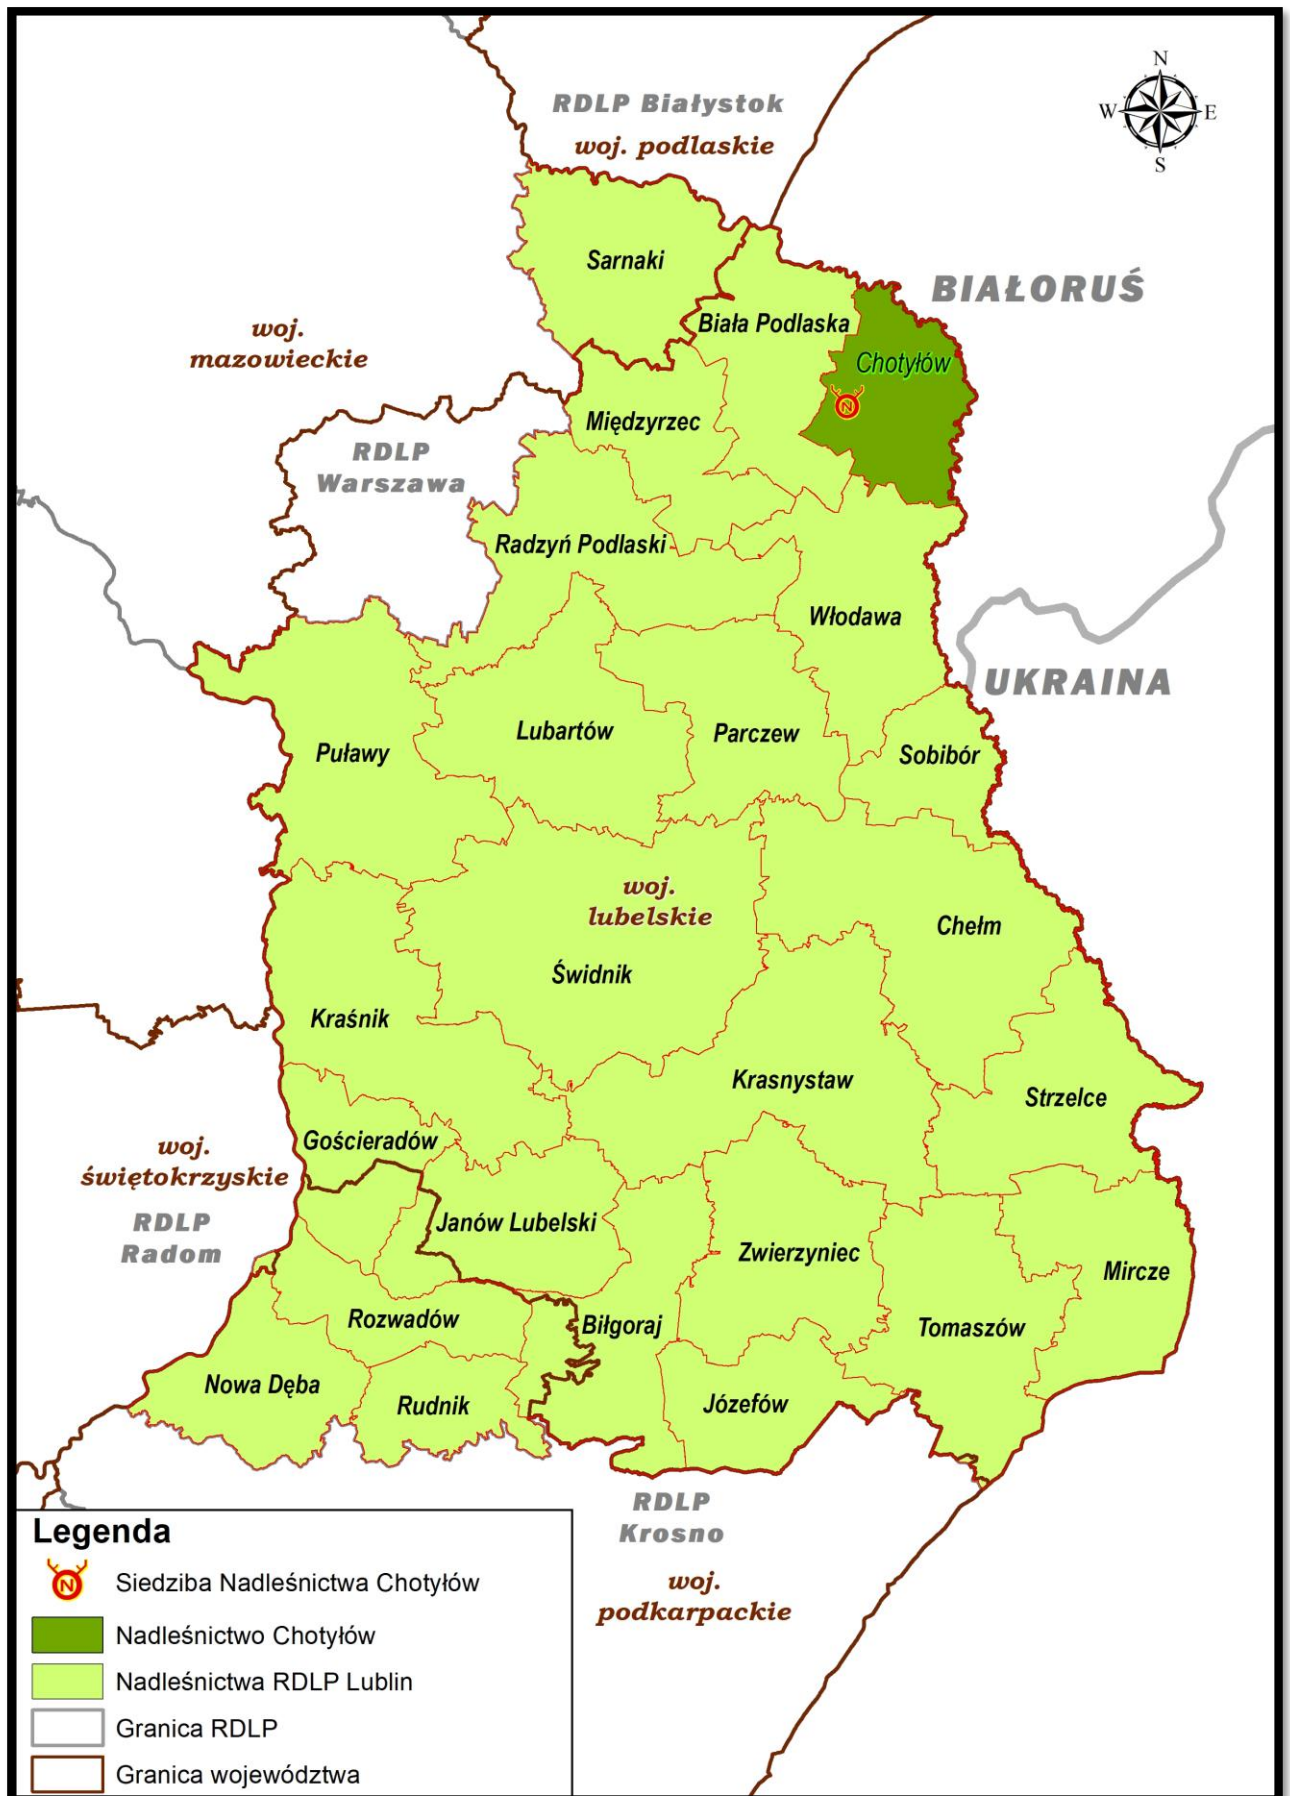 N
W
E
S
RDLP Białystok
woj. podlaskie
Sarnaki
BIAŁORUŚ
Biała Podlaska
woj.
mazowieckie
Chotyłów
N
Międzyrzec
RDLP
Warszawa
Radzyń Podlaski
Włodawa
UKRAINA
Lubartów
Parczew
Puławy
Sobibór
woj.
lubelskie
Chełm
Świdnik
Kraśnik
Krasnystaw
Strzelce
Gościeradów
woj.
świętokrzyskie
RDLP
Radom
Janów Lubelski
Zwierzyniec
Mircze
Rozwadów
Biłgoraj
Tomaszów
Nowa Dęba
Rudnik
Józefów
RDLP
Krosno
woj.
podkarpackie
Legenda
N
Siedziba Nadleśnictwa Chotyłów
Nadleśnictwo Chotyłów
Nadleśnictwa RDLP Lublin
Granica RDLP
Granica województwa